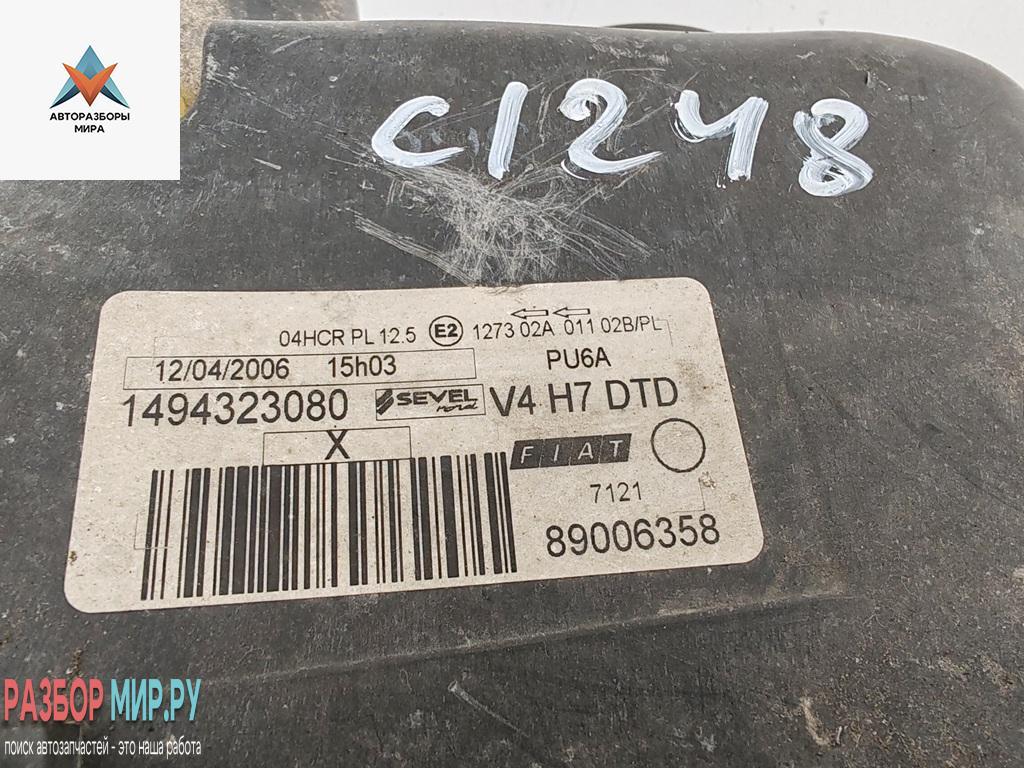 АВТОРАЗБОРЫ
МИРА
C1248
04HCR PL 12.5 E2 1273 02A 011 02B/PL
12/04/2006 15h03 PU6A
1494323080 SEVEL nord V4 H7 DTD
X
FIAT
7121
89006358
РАЗБОР МИР.РУ
поиск автозапчастей - это наша работа